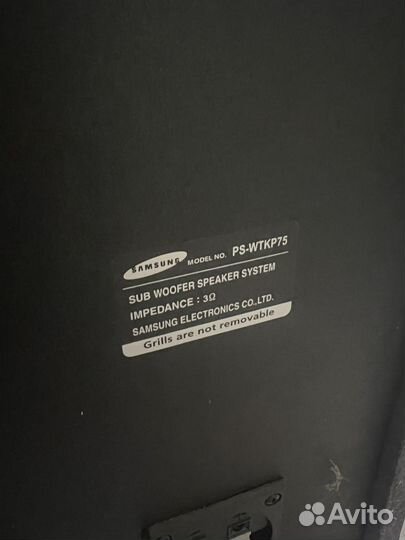 SAMSUNG MODEL NO. PS-WTKP75
SUB WOOFER SPEAKER SYSTEM
IMPEDANCE : 3Ω
SAMSUNG ELECTRONICS CO.,LTD.
Grills are not removable
Avito